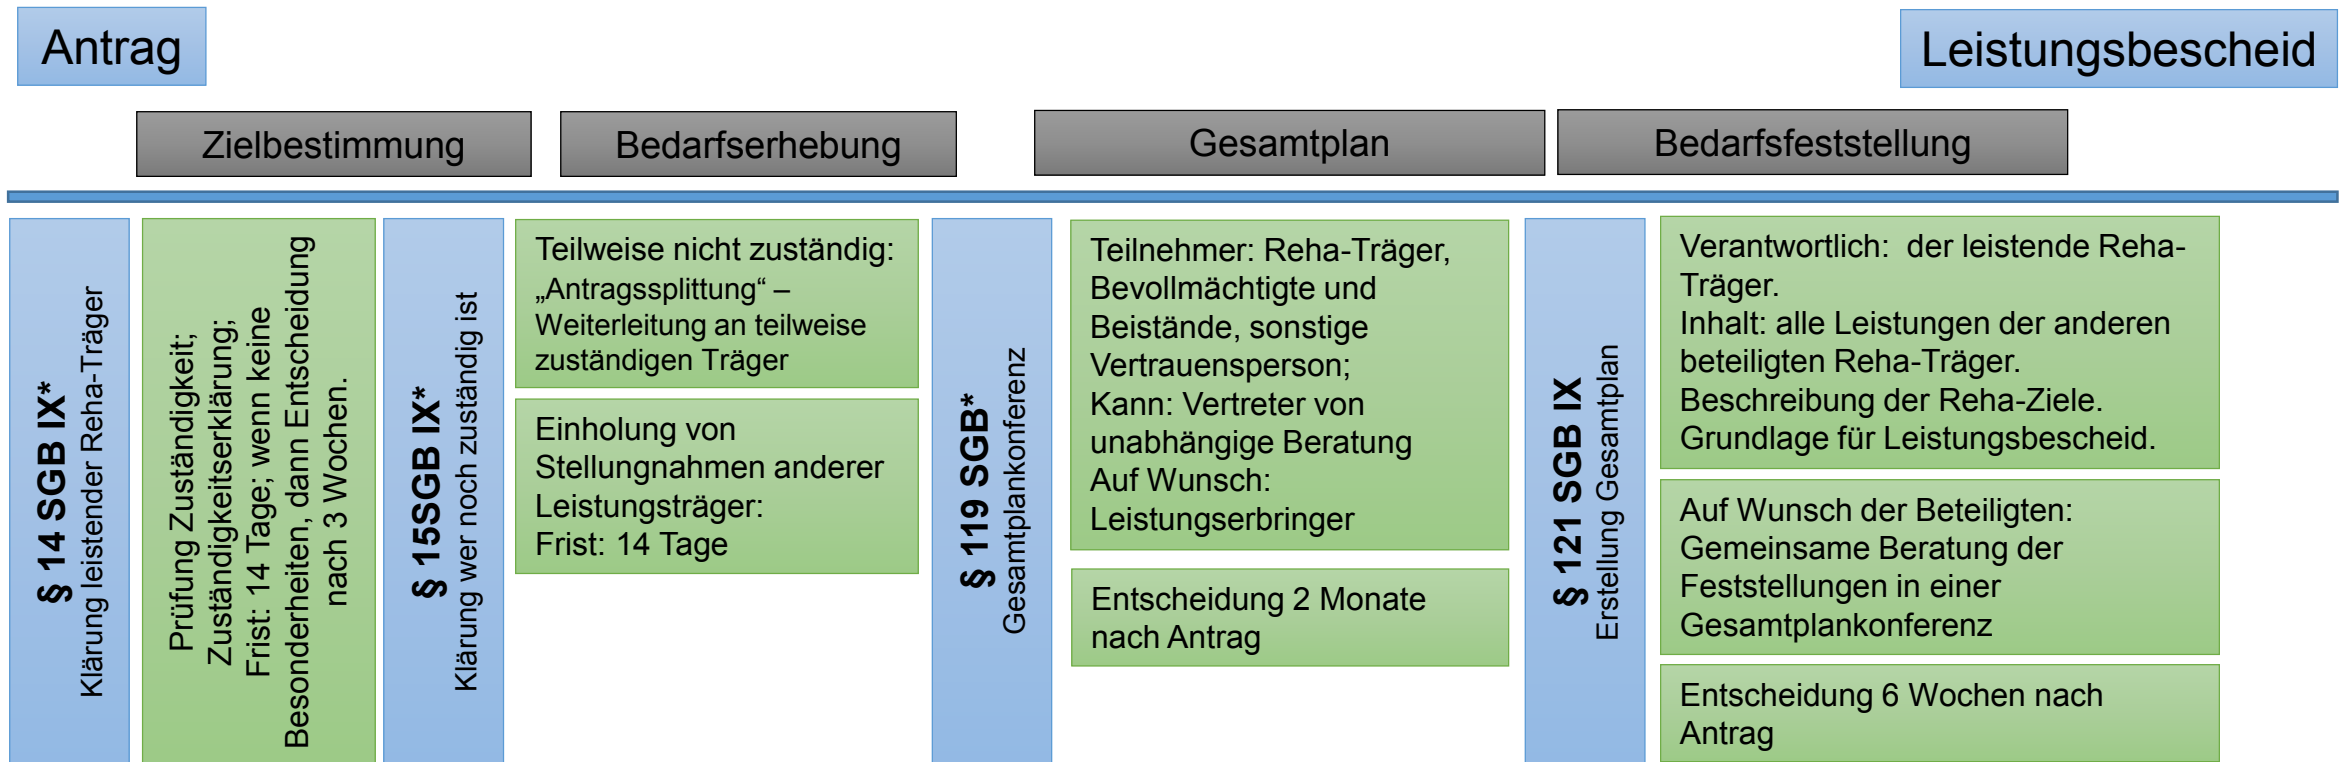 Antrag
Leistungsbescheid
Zielbestimmung
Bedarfserhebung
Gesamtplan
Bedarfsfeststellung
§ 14 SGB IX*
Klärung leistender Reha-Träger
Prüfung Zuständigkeit;
Zuständigkeitserklärung;
Frist: 14 Tage; wenn keine
Besonderheiten, dann Entscheidung
nach 3 Wochen.
§ 15SGB IX*
Klärung wer noch zuständig ist
Teilweise nicht zuständig:
„Antragssplittung“ –
Weiterleitung an teilweise
zuständigen Träger
Einholung von
Stellungnahmen anderer
Leistungsträger:
Frist: 14 Tage
§ 119 SGB*
Gesamtplankonferenz
Teilnehmer: Reha-Träger,
Bevollmächtigte und
Beistände, sonstige
Vertrauensperson;
Kann: Vertreter von
unabhängige Beratung
Auf Wunsch:
Leistungserbringer
Entscheidung 2 Monate
nach Antrag
§ 121 SGB IX
Erstellung Gesamtplan
Verantwortlich: der leistende Reha-
Träger.
Inhalt: alle Leistungen der anderen
beteiligten Reha-Träger.
Beschreibung der Reha-Ziele.
Grundlage für Leistungsbescheid.
Auf Wunsch der Beteiligten:
Gemeinsame Beratung der
Feststellungen in einer
Gesamtplankonferenz
Entscheidung 6 Wochen nach
Antrag